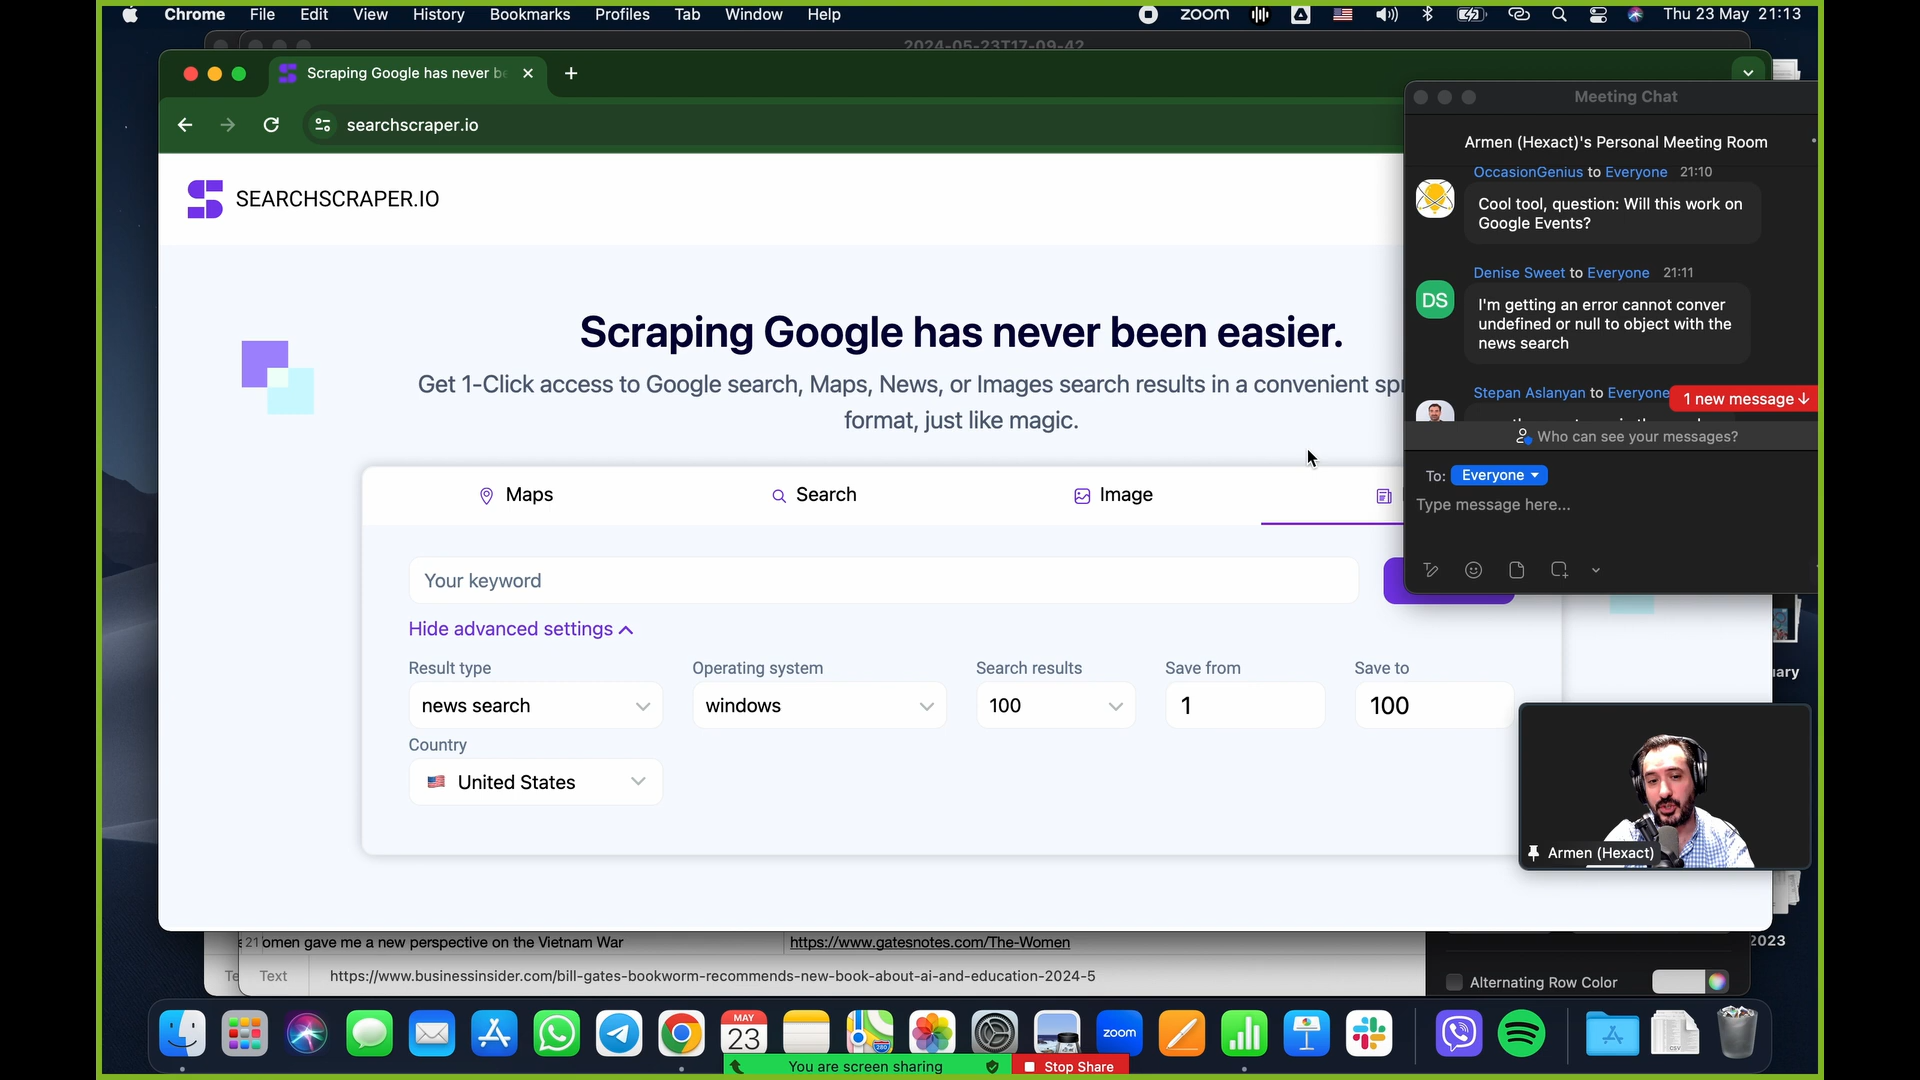 Chrome File Edit View History Bookmarks Profiles Tab Window Help
zoom
Thu 23 May 21:13
2024-05-23T17-09-42
Scraping Google has never be
searchscraper.io
SEARCHSCRAPER.IO
Scraping Google has never been easier.
Get 1-Click access to Google search, Maps, News, or Images search results in a convenient
format, just like magic.
Maps
Search
Image
Your keyword
Hide advanced settings
Result type
Operating system
Search results
Save from
Save to
news search
windows
100
1
100
Country
United States
Meeting Chat
Armen (Hexact)'s Personal Meeting Room
OccasionGenius to Everyone 21:10
Cool tool, question: Will this work on
Google Events?
Denise Sweet to Everyone 21:11
DS
I'm getting an error cannot conver
undefined or null to object with the
news search
Stepan Aslanyan to Everyone
1 new message
Who can see your messages?
To: Everyone
Type message here...
Armen (Hexact)
21 omen gave me a new perspective on the Vietnam War
https://www.gatesnotes.com/The-Women
Te Text https://www.businessinsider.com/bill-gates-bookworm-recommends-new-book-about-ai-and-education-2024-5
2023
Alternating Row Color
MAY
23
zoom
You are screen sharing
Stop Share